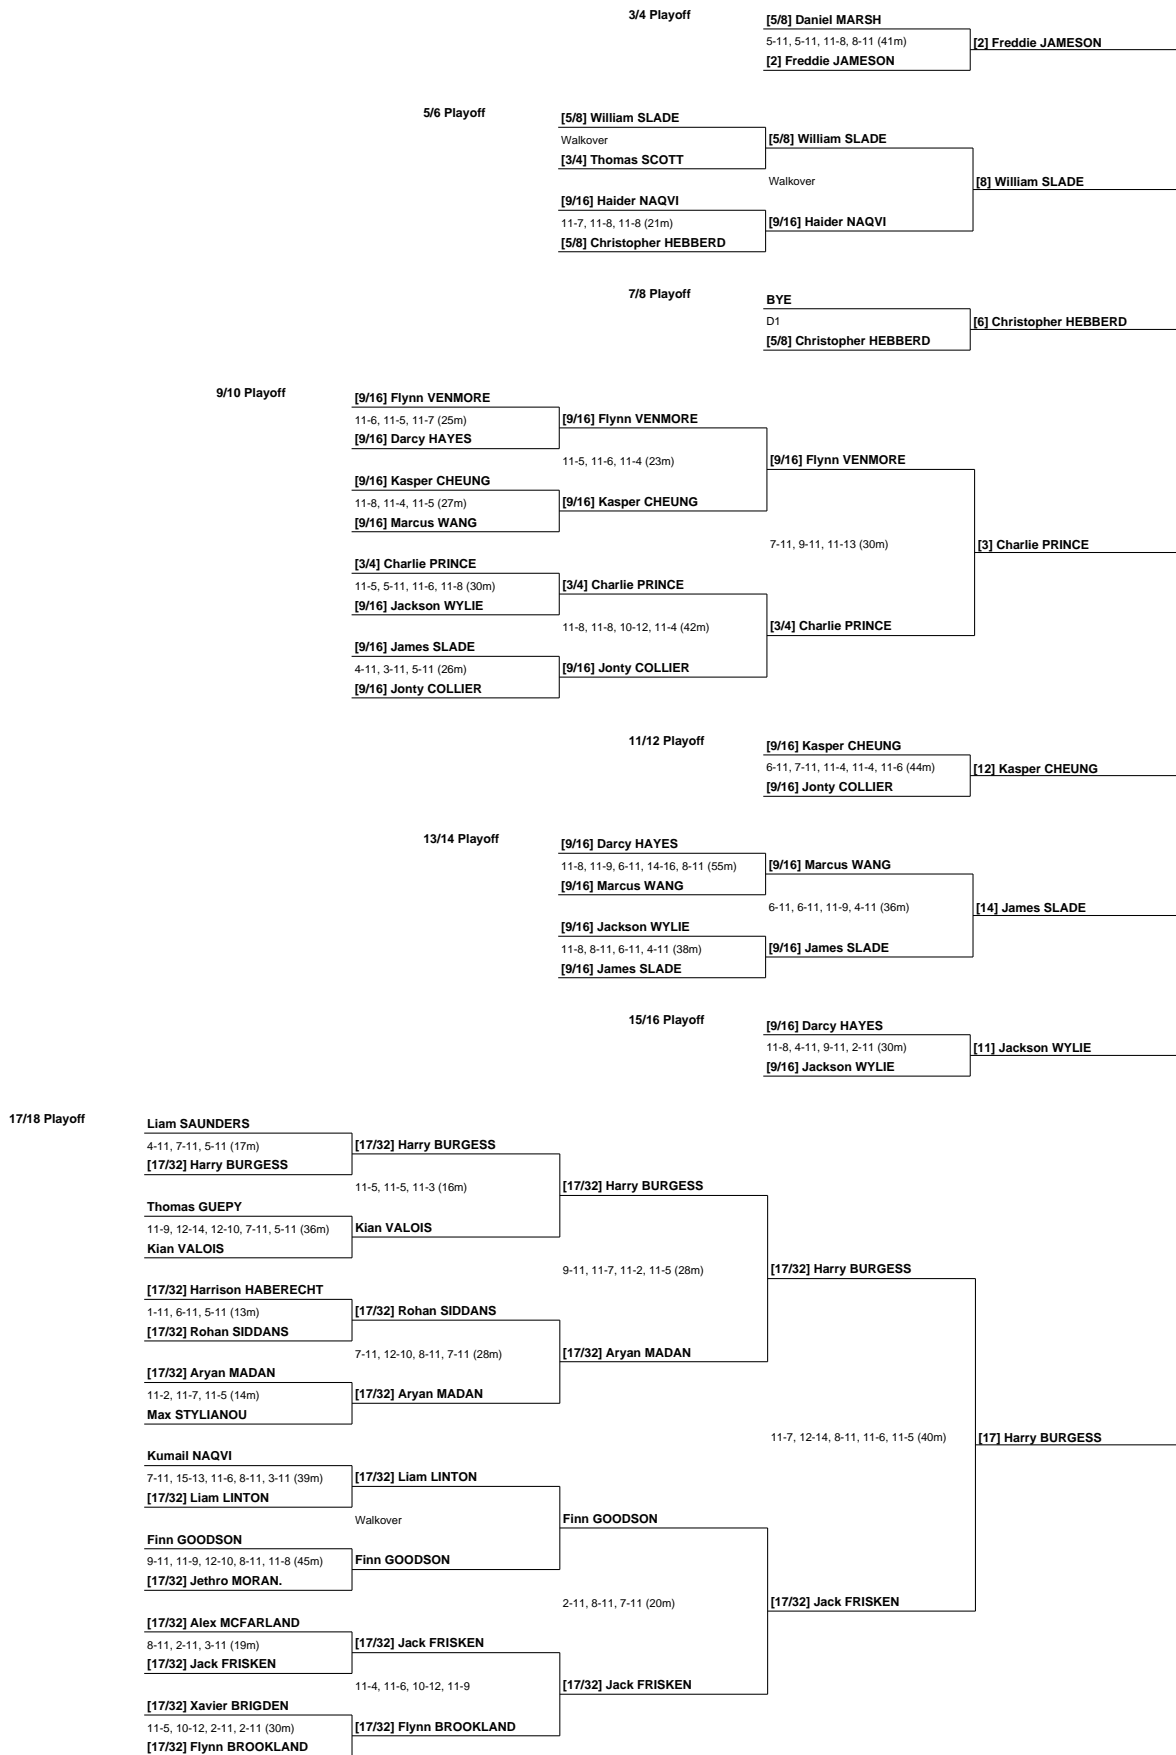 3/4 Playoff
[5/8] Daniel MARSH
5-11, 5-11, 11-8, 8-11 (41m)
[2] Freddie JAMESON
[2] Freddie JAMESON
5/6 Playoff
[5/8] William SLADE
Walkover
[5/8] William SLADE
[3/4] Thomas SCOTT
Walkover
[8] William SLADE
[9/16] Haider NAQVI
11-7, 11-8, 11-8 (21m)
[9/16] Haider NAQVI
[5/8] Christopher HEBBERD
7/8 Playoff
BYE
D1
[6] Christopher HEBBERD
[5/8] Christopher HEBBERD
9/10 Playoff
[9/16] Flynn VENMORE
11-6, 11-5, 11-7 (25m)
[9/16] Flynn VENMORE
[9/16] Darcy HAYES
11-5, 11-6, 11-4 (23m)
[9/16] Flynn VENMORE
[9/16] Kasper CHEUNG
11-8, 11-4, 11-5 (27m)
[9/16] Kasper CHEUNG
[9/16] Marcus WANG
7-11, 9-11, 11-13 (30m)
[3] Charlie PRINCE
[3/4] Charlie PRINCE
11-5, 5-11, 11-6, 11-8 (30m)
[3/4] Charlie PRINCE
[9/16] Jackson WYLIE
11-8, 11-8, 10-12, 11-4 (42m)
[3/4] Charlie PRINCE
[9/16] James SLADE
4-11, 3-11, 5-11 (26m)
[9/16] Jonty COLLIER
[9/16] Jonty COLLIER
11/12 Playoff
[9/16] Kasper CHEUNG
6-11, 7-11, 11-4, 11-4, 11-6 (44m)
[12] Kasper CHEUNG
[9/16] Jonty COLLIER
13/14 Playoff
[9/16] Darcy HAYES
11-8, 11-9, 6-11, 14-16, 8-11 (55m)
[9/16] Marcus WANG
[9/16] Marcus WANG
6-11, 6-11, 11-9, 4-11 (36m)
[14] James SLADE
[9/16] Jackson WYLIE
11-8, 8-11, 6-11, 4-11 (38m)
[9/16] James SLADE
[9/16] James SLADE
15/16 Playoff
[9/16] Darcy HAYES
11-8, 4-11, 9-11, 2-11 (30m)
[11] Jackson WYLIE
[9/16] Jackson WYLIE
17/18 Playoff
Liam SAUNDERS
4-11, 7-11, 5-11 (17m)
[17/32] Harry BURGESS
[17/32] Harry BURGESS
11-5, 11-5, 11-3 (16m)
[17/32] Harry BURGESS
Thomas GUEPY
11-9, 12-14, 12-10, 7-11, 5-11 (36m)
Kian VALOIS
Kian VALOIS
9-11, 11-7, 11-2, 11-5 (28m)
[17/32] Harry BURGESS
[17/32] Harrison HABERECHT
1-11, 6-11, 5-11 (13m)
[17/32] Rohan SIDDANS
[17/32] Rohan SIDDANS
7-11, 12-10, 8-11, 7-11 (28m)
[17/32] Aryan MADAN
[17/32] Aryan MADAN
11-2, 11-7, 11-5 (14m)
[17/32] Aryan MADAN
Max STYLIANOU
11-7, 12-14, 8-11, 11-6, 11-5 (40m)
[17] Harry BURGESS
Kumail NAQVI
7-11, 15-13, 11-6, 8-11, 3-11 (39m)
[17/32] Liam LINTON
[17/32] Liam LINTON
Walkover
Finn GOODSON
Finn GOODSON
9-11, 11-9, 12-10, 8-11, 11-8 (45m)
Finn GOODSON
[17/32] Jethro MORAN.
2-11, 8-11, 7-11 (20m)
[17/32] Jack FRISKEN
[17/32] Alex MCFARLAND
8-11, 2-11, 3-11 (19m)
[17/32] Jack FRISKEN
[17/32] Jack FRISKEN
11-4, 11-6, 10-12, 11-9
[17/32] Jack FRISKEN
[17/32] Xavier BRIGDEN
11-5, 10-12, 2-11, 2-11 (30m)
[17/32] Flynn BROOKLAND
[17/32] Flynn BROOKLAND